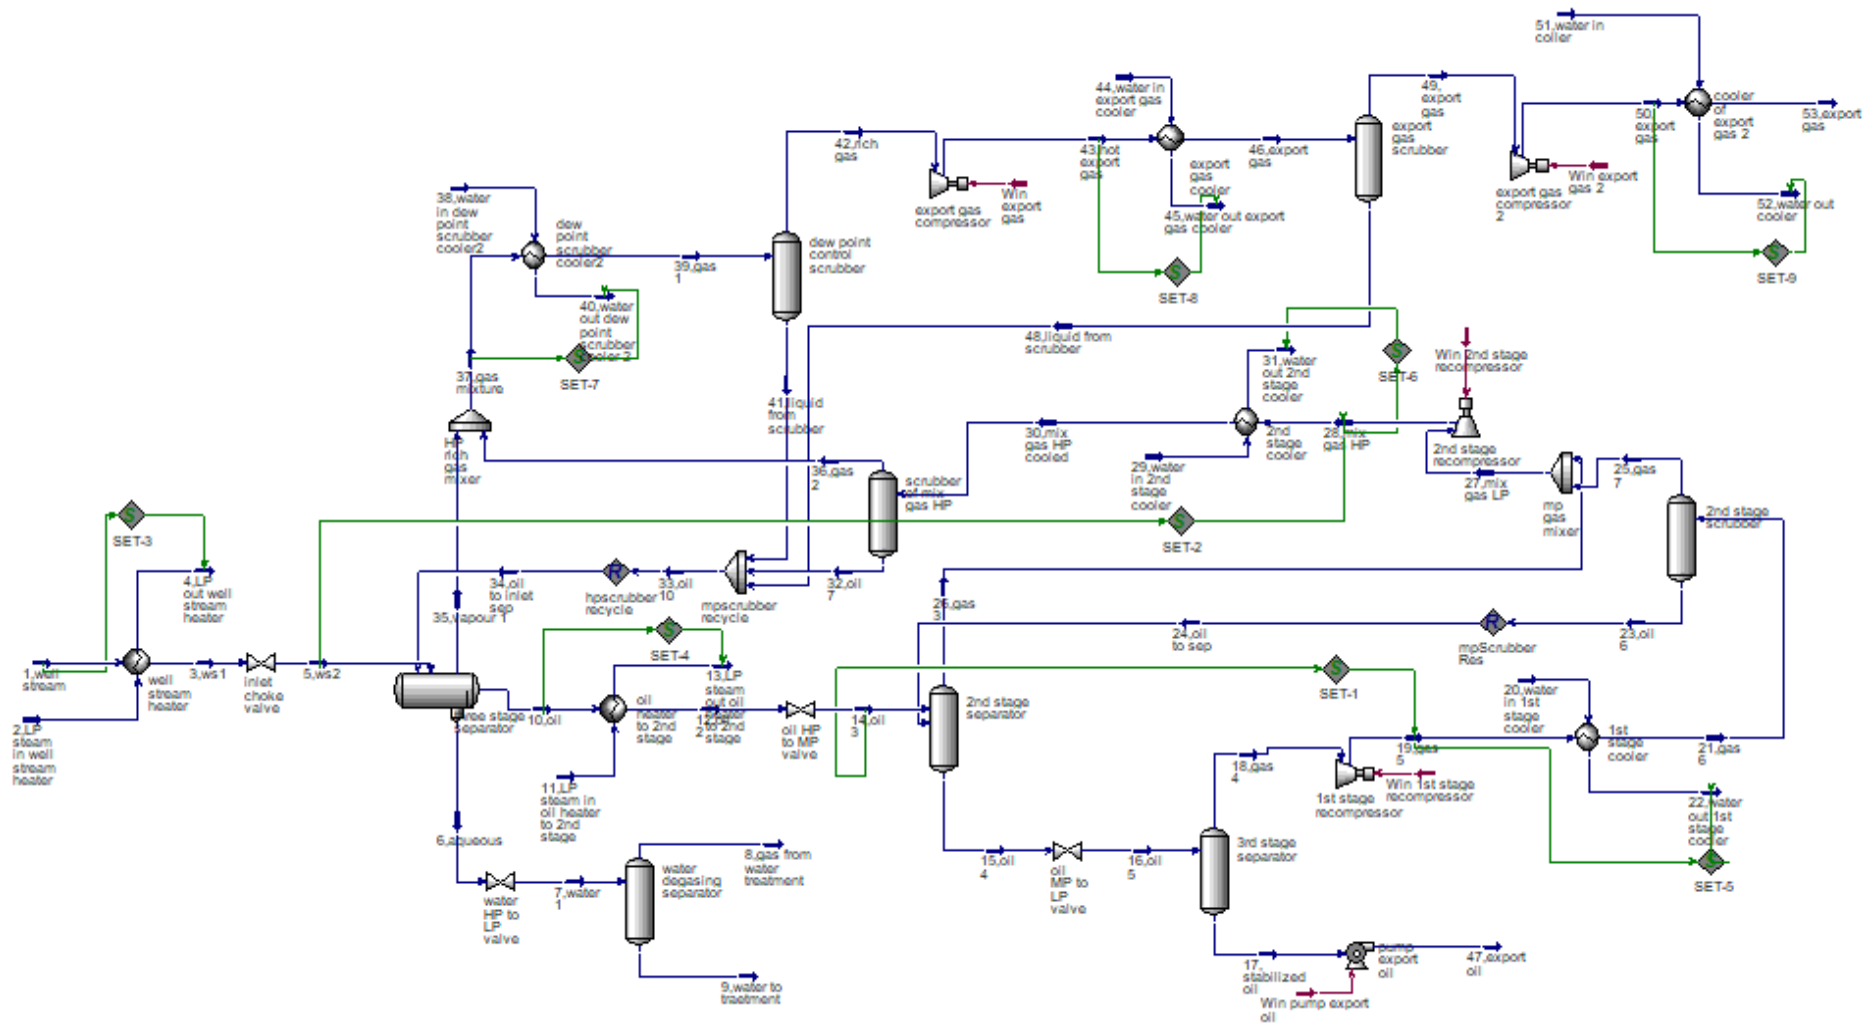 51,water in
coller
44,water in
export gas
cooler
49,
export
gas
cooler
of
export
gas 2
50,
export
gas
53,export
gas
42,rich
gas
43,hot
export
gas
46,export
gas
export
gas
scrubber
export
gas
cooler
Win
export
gas
export gas
compressor
Win export
gas 2
export gas
compressor
2
38,water
in dew
point
scrubber
cooler2
dew
point
scrubber
cooler2
45,water out export
gas cooler
52,water out
cooler
39,gas
1
dew point
control
scrubber
SET-8
SET-9
40,water
out dew
point
scrubber
cooler 2
SET-7
37,gas
mixture
48,liquid from
scrubber
31,water
out 2nd
stage
cooler
SET-6
Win 2nd stage
recompressor
41,liquid
from
scrubber
HP
rich
gas
mixer
30,mix
gas HP
cooled
2nd
stage
cooler
28,mix
gas HP
2nd stage
recompressor
29,water
in 2nd
stage
cooler
27,mix
gas LP
mp
gas
mixer
25,gas
7
36,gas
2
scrubber
of mix
gas HP
2nd stage
scrubber
SET-3
SET-2
4,LP
out well
stream
heater
34,oil
to inlet
sep
hpscrubber
recycle
33,oil
10
mpscrubber
recycle
32,oil
7
35,vapour 1
26,gas
3
24,oil
to sep
mpScrubber
Res
23,oil
6
SET-4
SET-1
1,well
stream
well
stream
heater
3,ws1
inlet
choke
valve
5,ws2
three stage
separator
10,oil
oil
heater
to 2nd
stage
13,LP
steam
out oil
heater
to 2nd
stage
oil HP
to MP
valve
14,oil
3
2nd stage
separator
20,water
in 1st
stage
cooler
1st
stage
cooler
19,gas
5
21,gas
6
2,LP
steam
in well
stream
heater
11,LP
steam in
oil heater
to 2nd
stage
18,gas
4
1st stage
recompressor
Win 1st stage
recompressor
22,water
out 1st
stage
cooler
SET-5
6,aqueous
8,gas from
water
treatment
water
degasing
separator
7,water
1
water
HP to
LP
valve
9,water to
traetment
15,oil
4
oil
MP to
LP
valve
16,oil
5
3rd stage
separator
17,
stabilized
oil
pump
export
oil
47,export
oil
Win pump export
oil